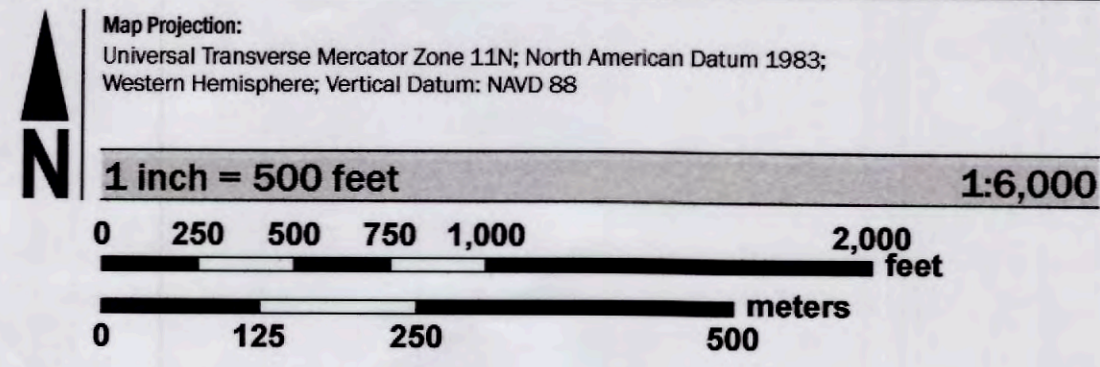 Map Projection:
Universal Transverse Mercator Zone 11N; North American Datum 1983;
Western Hemisphere; Vertical Datum: NAVD 88
N
1 inch = 500 feet 1:6,000
0 250 500 750 1,000 2,000
feet
meters
0 125 250 500